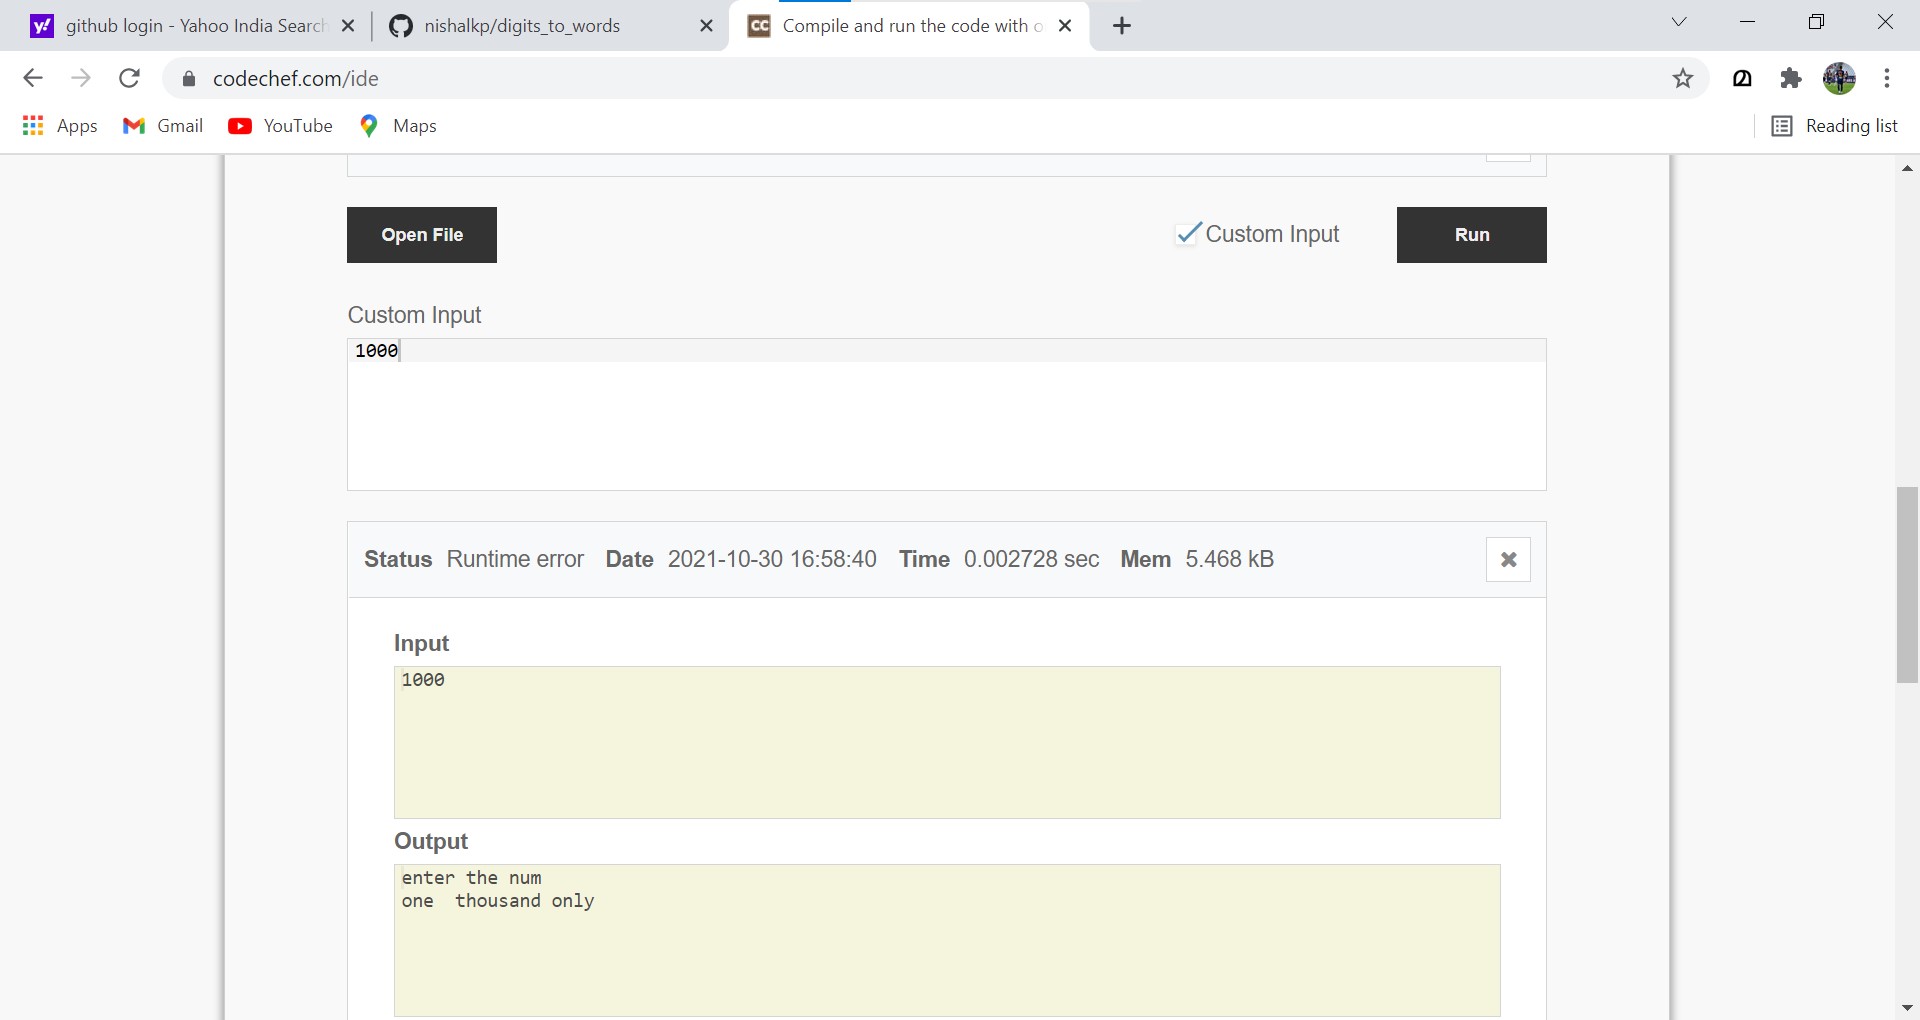 github login - Yahoo India Search
nishalkp/digits_to_words
CC
Compile and run the code with o
codechef.com/ide
Apps
Gmail
YouTube
Maps
Reading list
Open File
Custom Input
Run
Custom Input
1000
Status Runtime error Date 2021-10-30 16:58:40 Time 0.002728 sec Mem 5.468 kB
Input
1000
Output
enter the num
one  thousand only